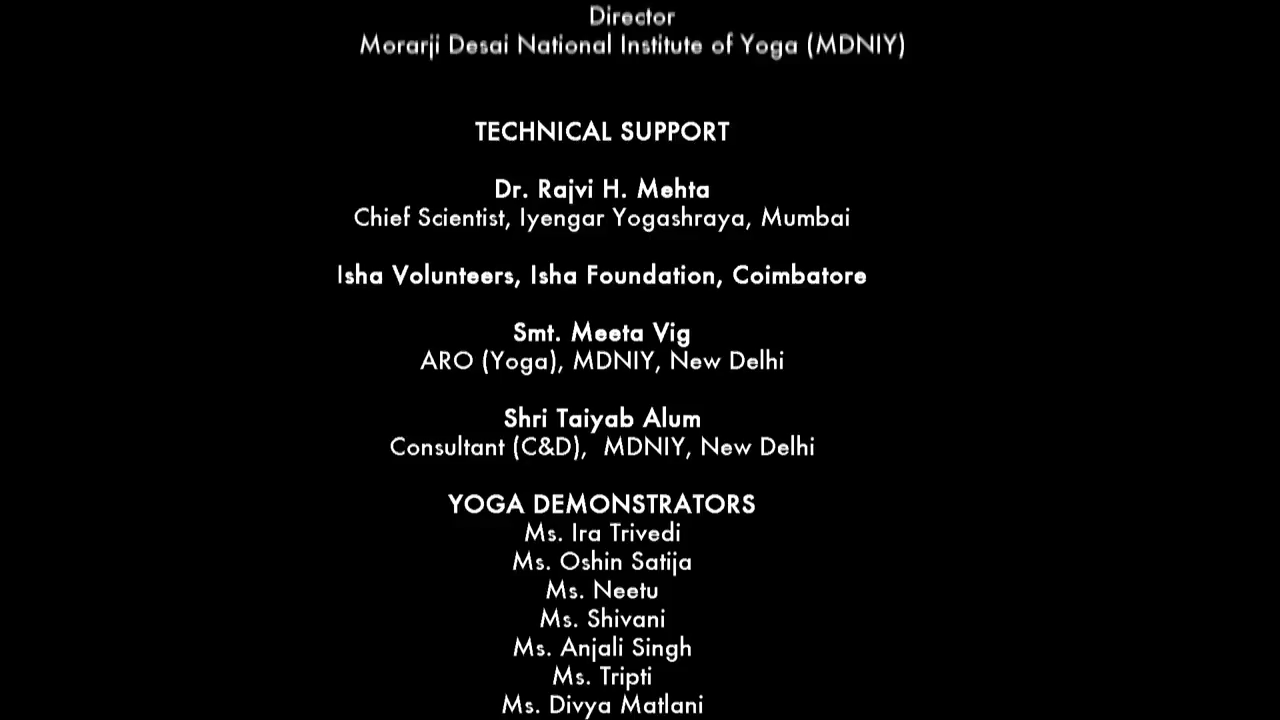 Director
Morarji Desai National Institute of Yoga (MDNIY)
TECHNICAL SUPPORT
Dr. Rajvi H. Mehta
Chief Scientist, Iyengar Yogashraya, Mumbai
Isha Volunteers, Isha Foundation, Coimbatore
Smt. Meeta Vig
ARO (Yoga), MDNIY, New Delhi
Shri Taiyab Alum
Consultant (C&D),  MDNIY, New Delhi
YOGA DEMONSTRATORS
Ms. Ira Trivedi
Ms. Oshin Satija
Ms. Neetu
Ms. Shivani
Ms. Anjali Singh
Ms. Tripti
Ms. Divya Matlani